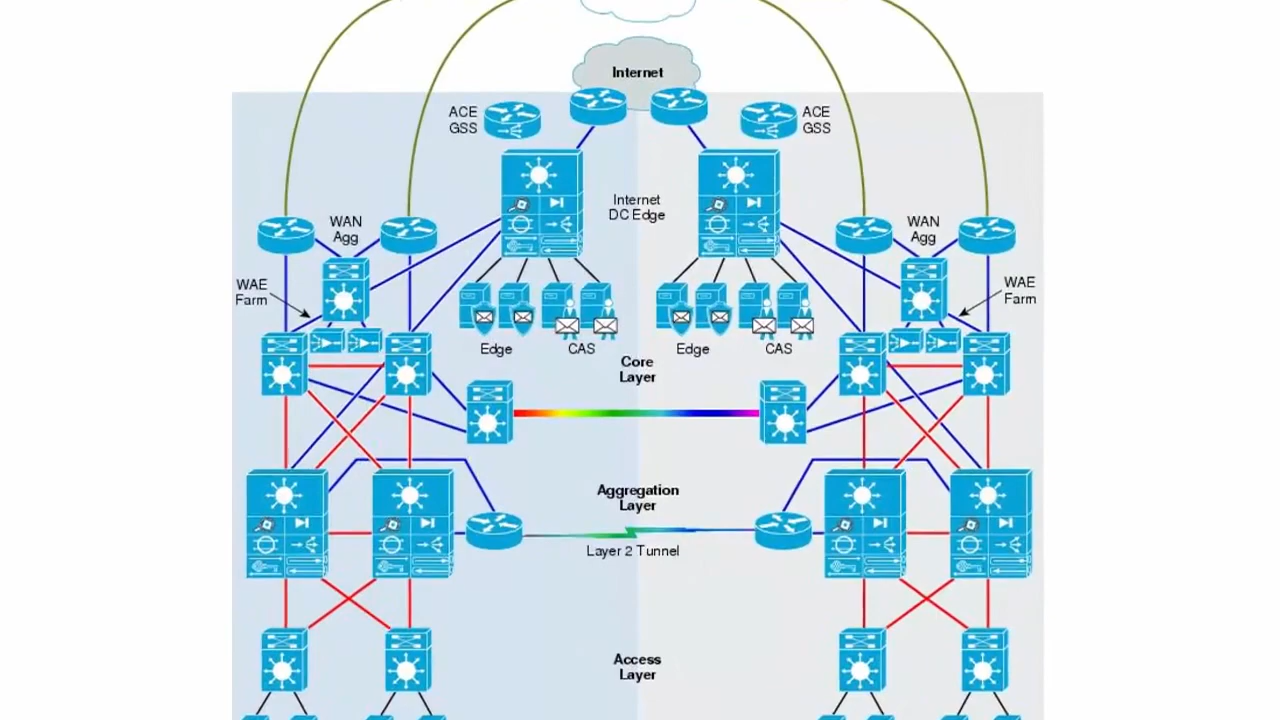 Internet
ACE
GSS
ACE
GSS
Internet
DC Edge
WAN
Agg
WAN
Agg
WAE
Farm
WAE
Farm
Edge
CAS
Edge
CAS
Core
Layer
Aggregation
Layer
Layer 2 Tunnel
Access
Layer